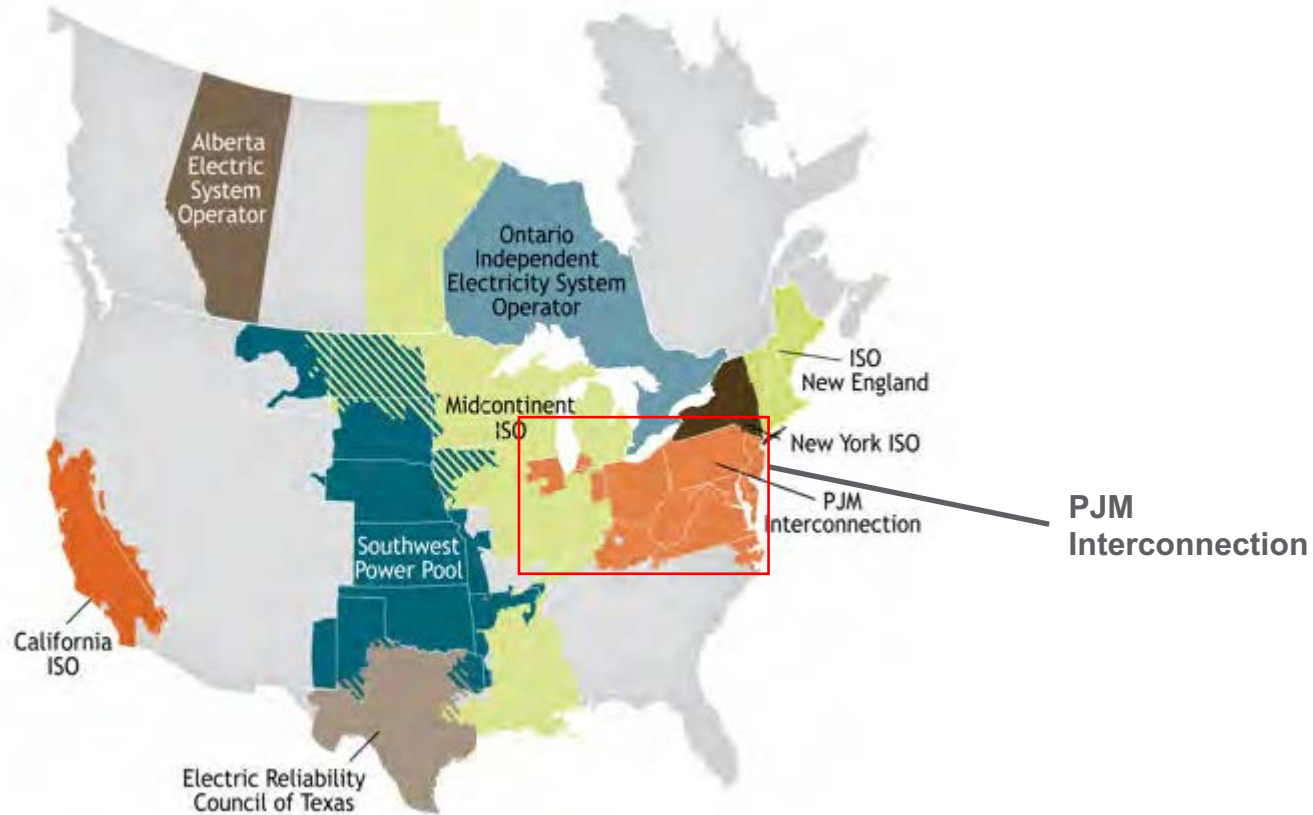 Alberta
Electric
System
Operator
Ontario
Independent
Electricity System
Operator
ISO
New England
Midcontinent
ISO
New York ISO
PJM
Interconnection
PJM
Interconnection
Southwest
Power Pool
California
ISO
Electric Reliability
Council of Texas